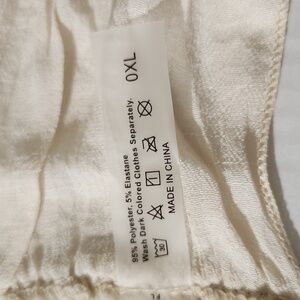 0XL
95% Polyester, 5% Elastane
Wash Dark Colored Clothes Separately.
30
MADE IN CHINA